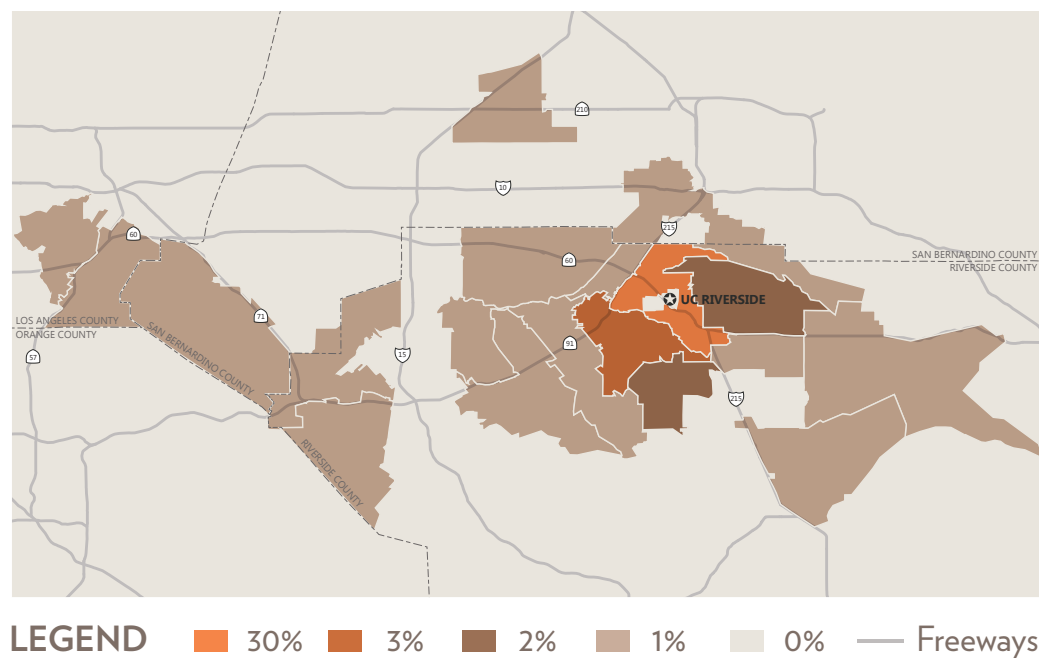 210
10
215
60
60
SAN BERNARDINO COUNTY
RIVERSIDE COUNTY
UC RIVERSIDE
71
LOS ANGELES COUNTY
ORANGE COUNTY
SAN BERNARDINO COUNTY
91
57
15
215
RIVERSIDE COUNTY
LEGEND 30% 3% 2% 1% 0% Freeways